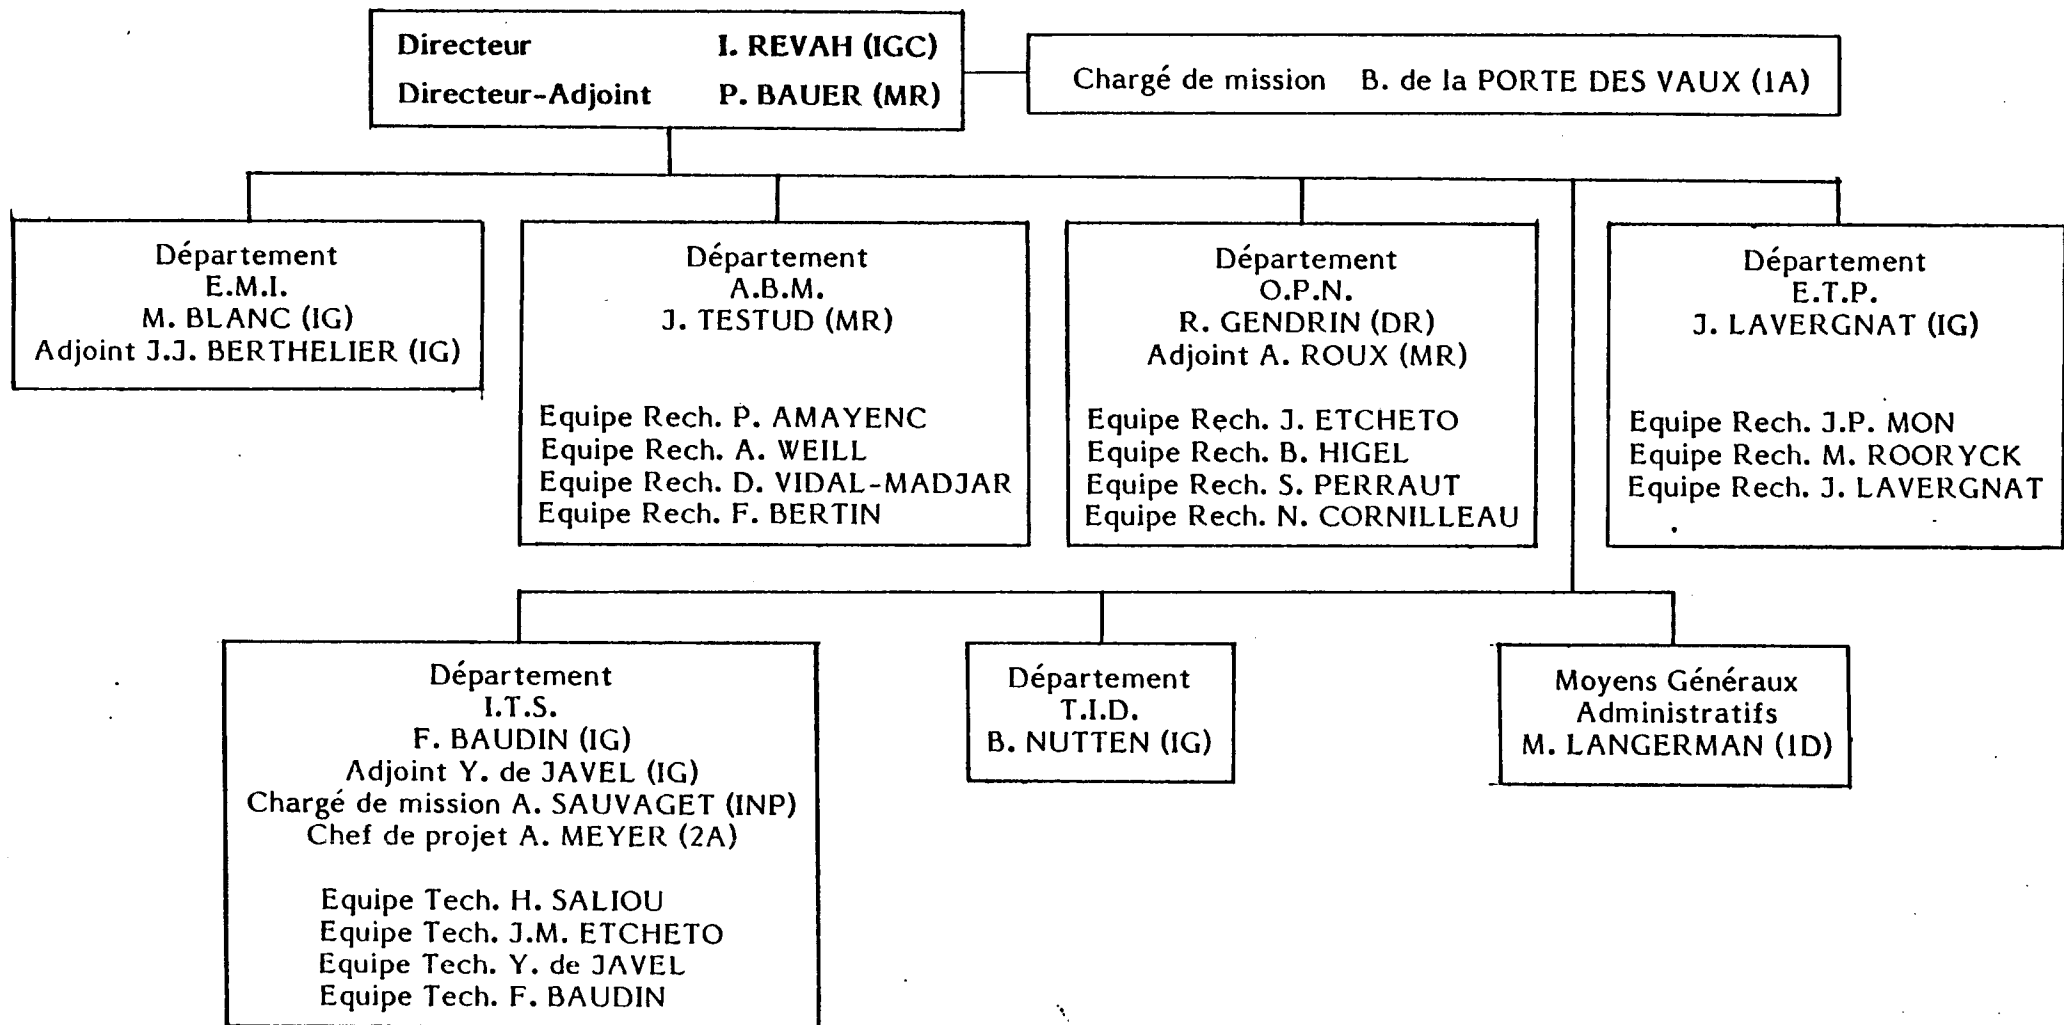 Directeur I. REVAH (IGC)
Directeur-Adjoint P. BAUER (MR)
Chargé de mission B. de la PORTE DES VAUX (1A)
Département
E.M.I.
M. BLANC (IG)
Adjoint J.J. BERTHELIER (IG)
Département
A.B.M.
J. TESTUD (MR)
Equipe Rech. P. AMAYENC
Equipe Rech. A. WEILL
Equipe Rech. D. VIDAL-MADJAR
Equipe Rech. F. BERTIN
Département
O.P.N.
R. GENDRIN (DR)
Adjoint A. ROUX (MR)
Equipe Rech. J. ETCHETO
Equipe Rech. B. HIGEL
Equipe Rech. S. PERRAUT
Equipe Rech. N. CORNILLEAU
Département
E.T.P.
J. LAVERGNAT (IG)
Equipe Rech. J.P. MON
Equipe Rech. M. ROORYCK
Equipe Rech. J. LAVERGNAT
Département
I.T.S.
F. BAUDIN (IG)
Adjoint Y. de JAVEL (IG)
Chargé de mission A. SAUVAGET (INP)
Chef de projet A. MEYER (2A)
Equipe Tech. H. SALIOU
Equipe Tech. J.M. ETCHETO
Equipe Tech. Y. de JAVEL
Equipe Tech. F. BAUDIN
Département
T.I.D.
B. NUTTEN (IG)
Moyens Généraux
Administratifs
M. LANGERMAN (1D)